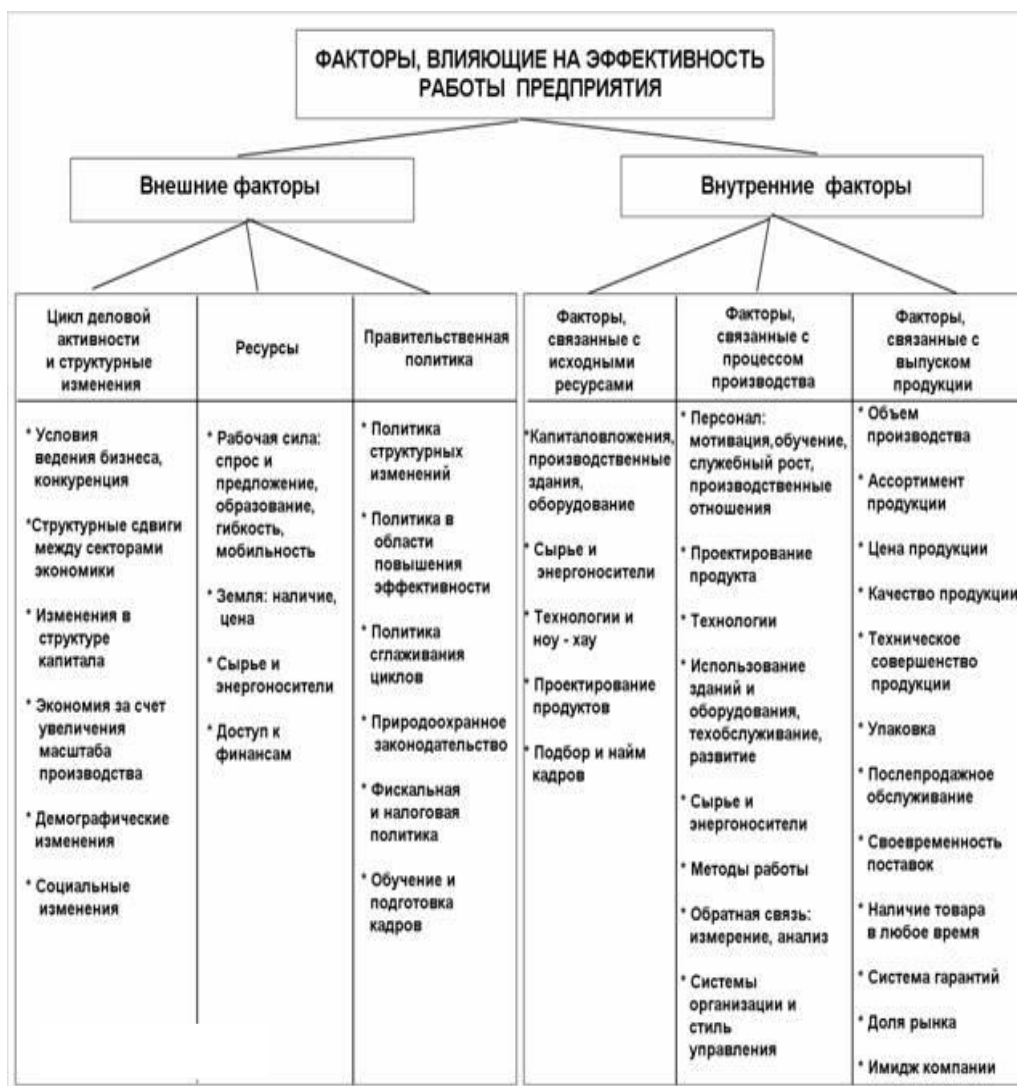 ФАКТОРЫ, ВЛИЯЮЩИЕ НА ЭФФЕКТИВНОСТЬ
РАБОТЫ ПРЕДПРИЯТИЯ
Внешние факторы
Внутренние факторы
Цикл деловой
активности
и структурные
изменения
* Условия
ведения бизнеса,
конкуренция
*Структурные сдвиги
между секторами
экономики
* Изменения в
структуре
капитала
* Экономия за счет
увеличения
масштаба
производства
* Демографические
изменения
* Социальные
изменения
Ресурсы
* Рабочая сила:
спрос и
предложение,
образование,
гибкость,
мобильность
* Земля: наличие,
цена
* Сырье и
энергоносители
* Доступ к
финансам
Правительственная
политика
* Политика
структурных
изменений
* Политика в
области
повышения
эффективности
* Политика
сглаживания
циклов
* Природоохранное
законодательство
* Фискальная
и налоговая
политика
* Обучение и
подготовка
кадров
Факторы,
связанные с
исходными
ресурсами
*Капиталовложения,
производственные
здания,
оборудование
* Сырье и
энергоносители
* Технологии и
ноу - хау
* Проектирование
продуктов
* Подбор и найм
кадров
Факторы,
связанные с
процессом
производства
* Персонал:
мотивация,обучение,
служебный рост,
производственные
отношения
* Проектирование
продукта
* Технологии
* Использование
зданий и
оборудования,
техобслуживание,
развитие
* Сырье и
энергоносители
* Методы работы
* Обратная связь:
измерение, анализ
* Системы
организации и
стиль
управления
Факторы,
связанные с
выпуском
продукции
* Объем
производства
* Ассортимент
продукции
* Цена продукции
* Качество продукции
* Техническое
совершенство
продукции
* Упаковка
* Послепродажное
обслуживание
* Своевременность
поставок
* Наличие товара
в любое время
* Система гарантий
* Доля рынка
* Имидж компании